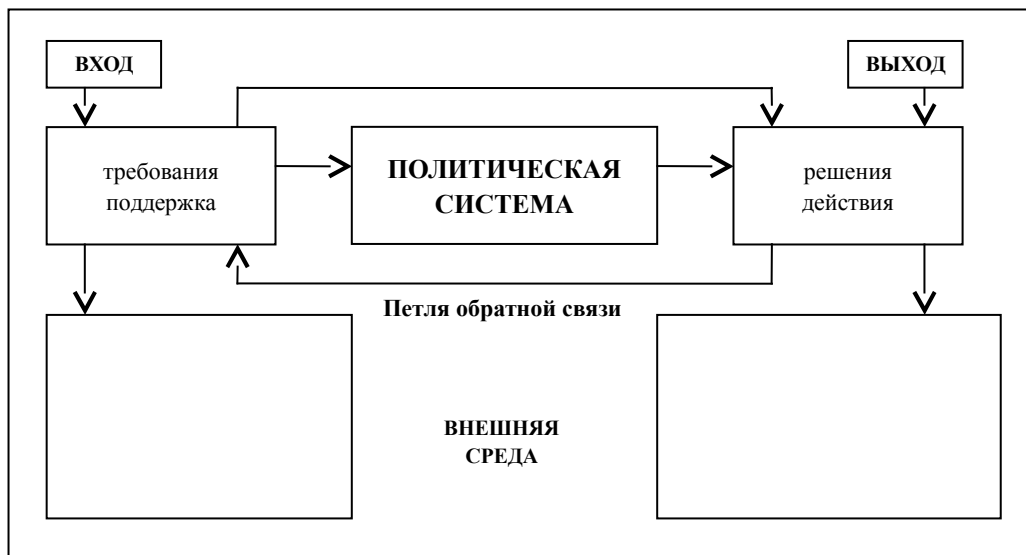 ВХОД
ВЫХОД
требования
поддержка
ПОЛИТИЧЕСКАЯ
СИСТЕМА
решения
действия
Петля обратной связи
ВНЕШНЯЯ
СРЕДА